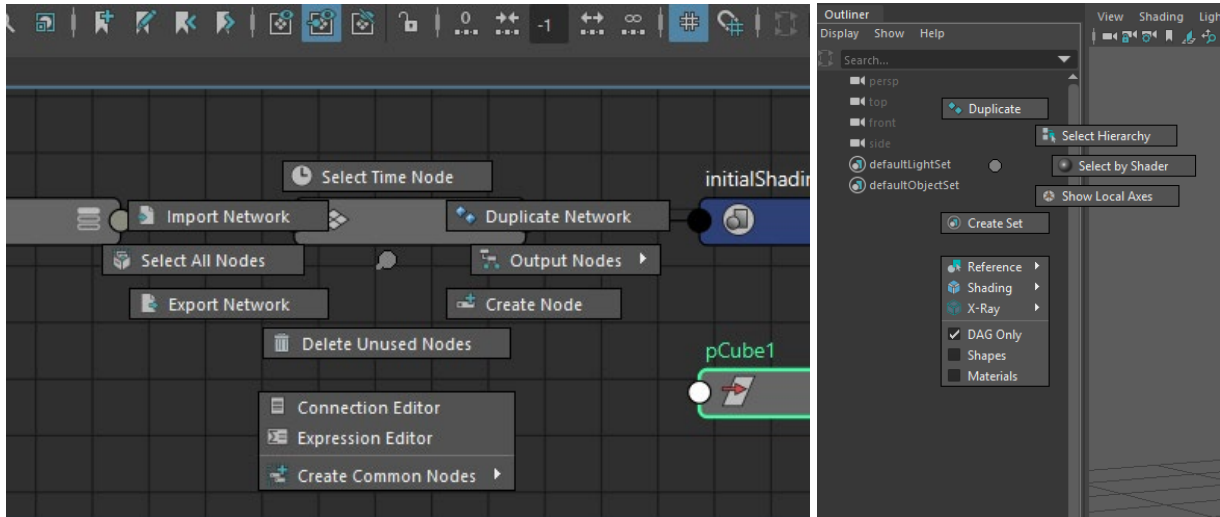 0
-1
∞
Select Time Node
initialShadin
Import Network
Duplicate Network
Select All Nodes
Output Nodes
Export Network
Create Node
Delete Unused Nodes
pCube1
Connection Editor
Expression Editor
Create Common Nodes
Outliner
View Shading Ligh
Display Show Help
Search...
persp
top
Duplicate
front
Select Hierarchy
side
defaultLightSet
Select by Shader
defaultObjectSet
Show Local Axes
Create Set
Reference
Shading
X-Ray
DAG Only
Shapes
Materials